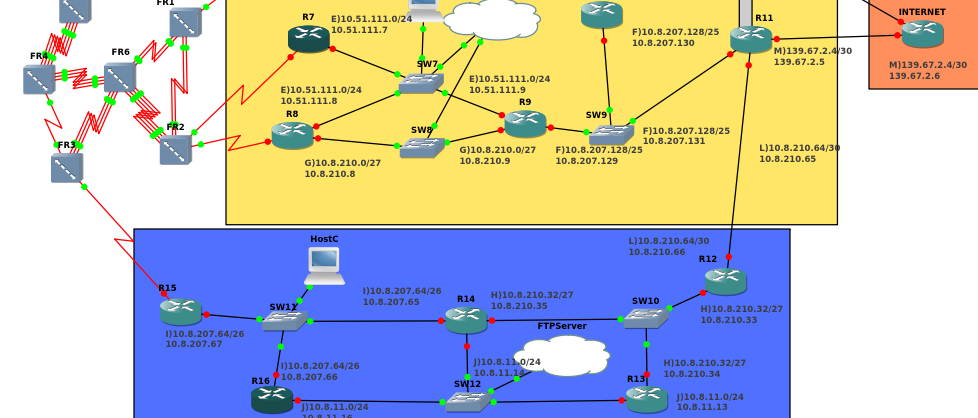 FR1
R7
E)10.51.111.0/24
10.51.111.7
R11
INTERNET
F)10.8.207.128/25
10.8.207.130
M)139.67.2.4/30
139.67.2.5
M)139.67.2.4/30
139.67.2.6
FR4
FR6
SW7
E)10.51.111.0/24
10.51.111.8
E)10.51.111.0/24
10.51.111.9
R8
R9
SW9
FR2
SW8
F)10.8.207.128/25
10.8.207.131
FR3
G)10.8.210.0/27
10.8.210.8
G)10.8.210.0/27
10.8.210.9
F)10.8.207.128/25
10.8.207.129
L)10.8.210.64/30
10.8.210.65
HostC
L)10.8.210.64/30
10.8.210.66
R12
R15
SW11
I)10.8.207.64/26
10.8.207.65
R14
H)10.8.210.32/27
10.8.210.35
SW10
H)10.8.210.32/27
10.8.210.33
FTPServer
I)10.8.207.64/26
10.8.207.67
I)10.8.207.64/26
10.8.207.66
J)10.8.11.0/24
10.8.11.14
H)10.8.210.32/27
10.8.210.34
R16
SW12
R13
J)10.8.11.0/24
10.8.11.16
J)10.8.11.0/24
10.8.11.13